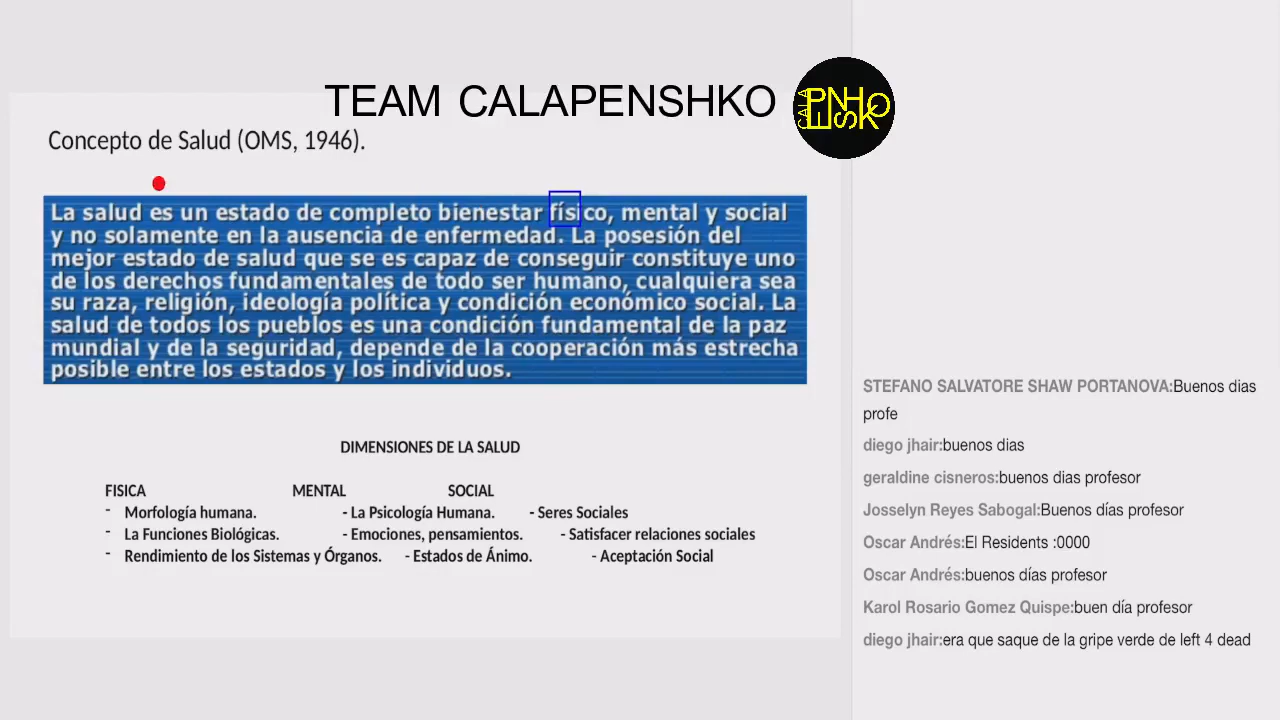 TEAM CALAPENSHKO
CALA
PENHSKO
Concepto de Salud (OMS, 1946).
La salud es un estado de completo bienestar físico, mental y social
y no solamente en la ausencia de enfermedad. La posesión del
mejor estado de salud que se es capaz de conseguir constituye uno
de los derechos fundamentales de todo ser humano, cualquiera sea
su raza, religión, ideología política y condición económico social. La
salud de todos los pueblos es una condición fundamental de la paz
mundial y de la seguridad, depende de la cooperación más estrecha
posible entre los estados y los individuos.
DIMENSIONES DE LA SALUD
FISICA MENTAL SOCIAL
- Morfología humana. - La Psicología Humana. - Seres Sociales
- La Funciones Biológicas. - Emociones, pensamientos. - Satisfacer relaciones sociales
- Rendimiento de los Sistemas y Órganos. - Estados de Ánimo. - Aceptación Social
STEFANO SALVATORE SHAW PORTANOVA:Buenos dias
profe
diego jhair:buenos dias
geraldine cisneros:buenos dias profesor
Josselyn Reyes Sabogal:Buenos días profesor
Oscar Andrés:El Residents :0000
Oscar Andrés:buenos días profesor
Karol Rosario Gomez Quispe:buen día profesor
diego jhair:era que saque de la gripe verde de left 4 dead